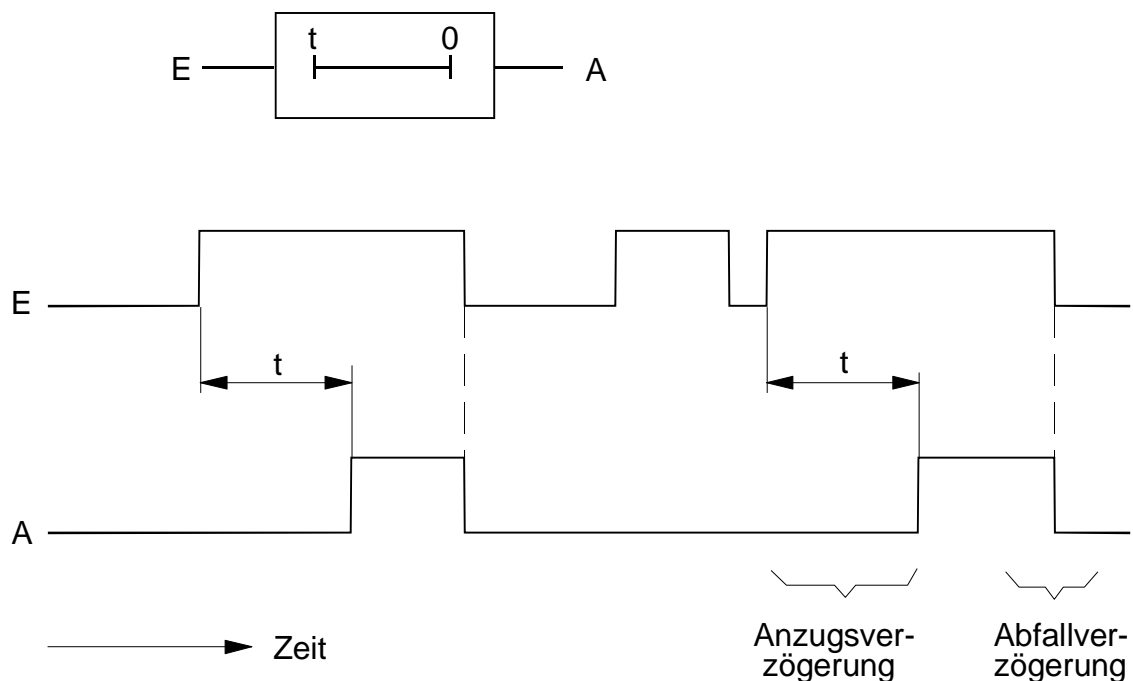 t 0
E A
E
t t
A
Zeit
Anzugsver-
zögerung
Abfallver-
zögerung